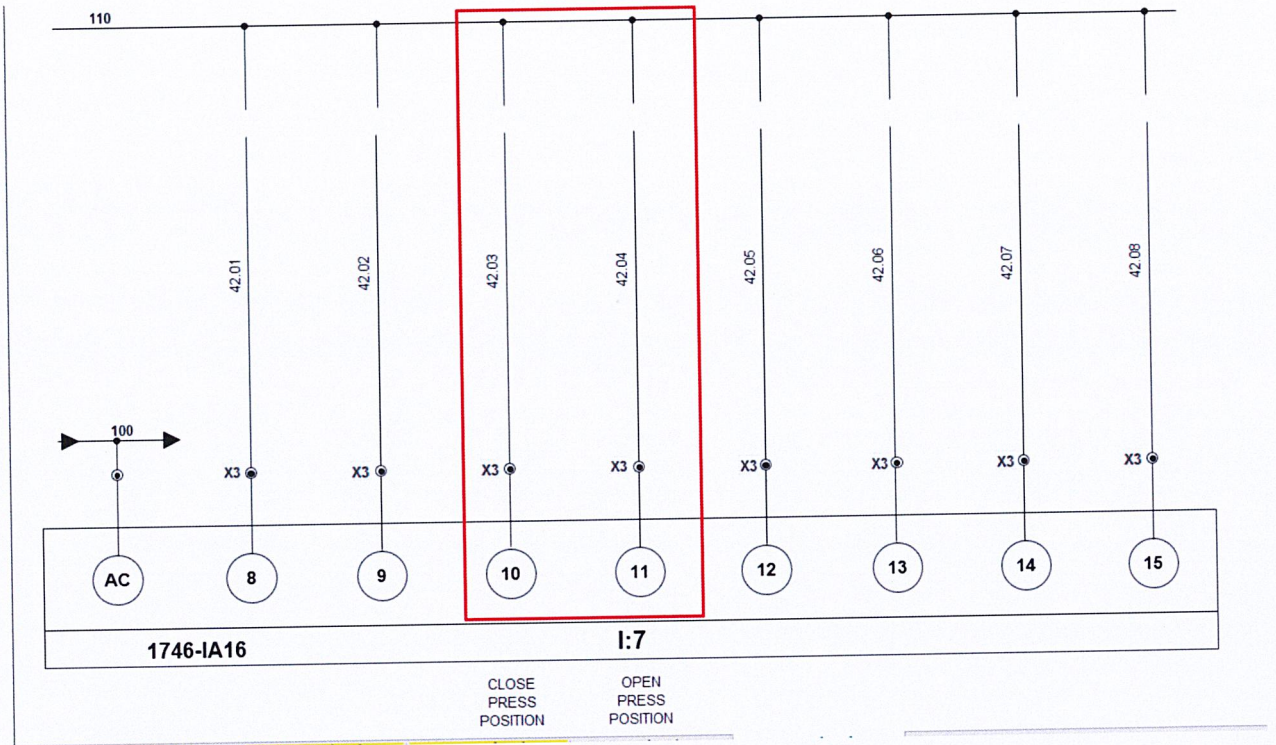 110
42.01
42.02
42.03
42.04
42.05
42.06
42.07
42.08
100
X3
X3
X3
X3
X3
X3
X3
X3
AC
8
9
10
11
12
13
14
15
1746-IA16
I:7
CLOSE
PRESS
POSITION
OPEN
PRESS
POSITION